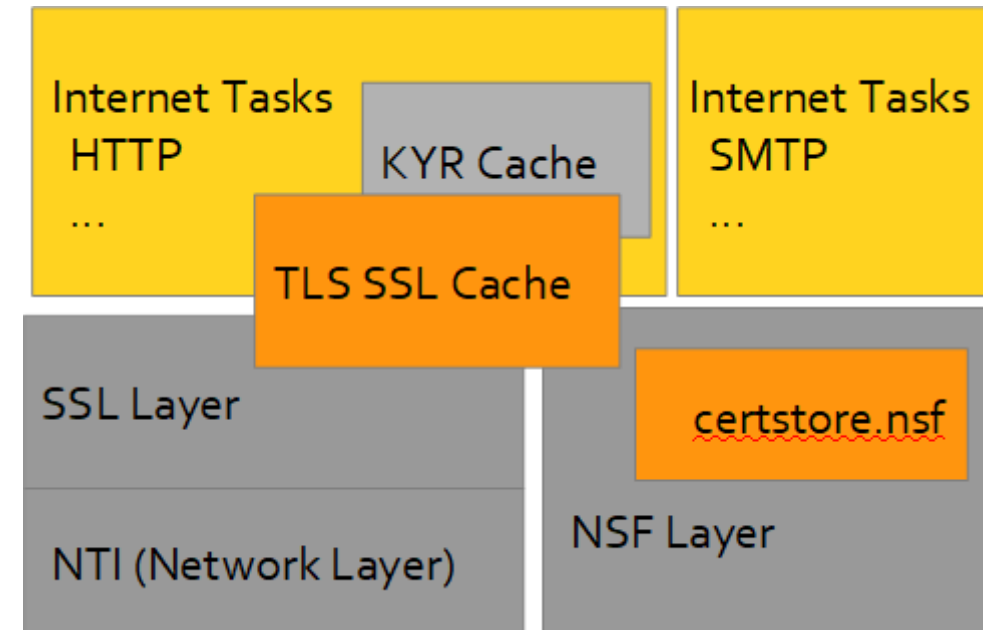 Internet Tasks
HTTP
...
KYR Cache
Internet Tasks
SMTP
...
TLS SSL Cache
SSL Layer
certstore.nsf
NTI (Network Layer)
NSF Layer